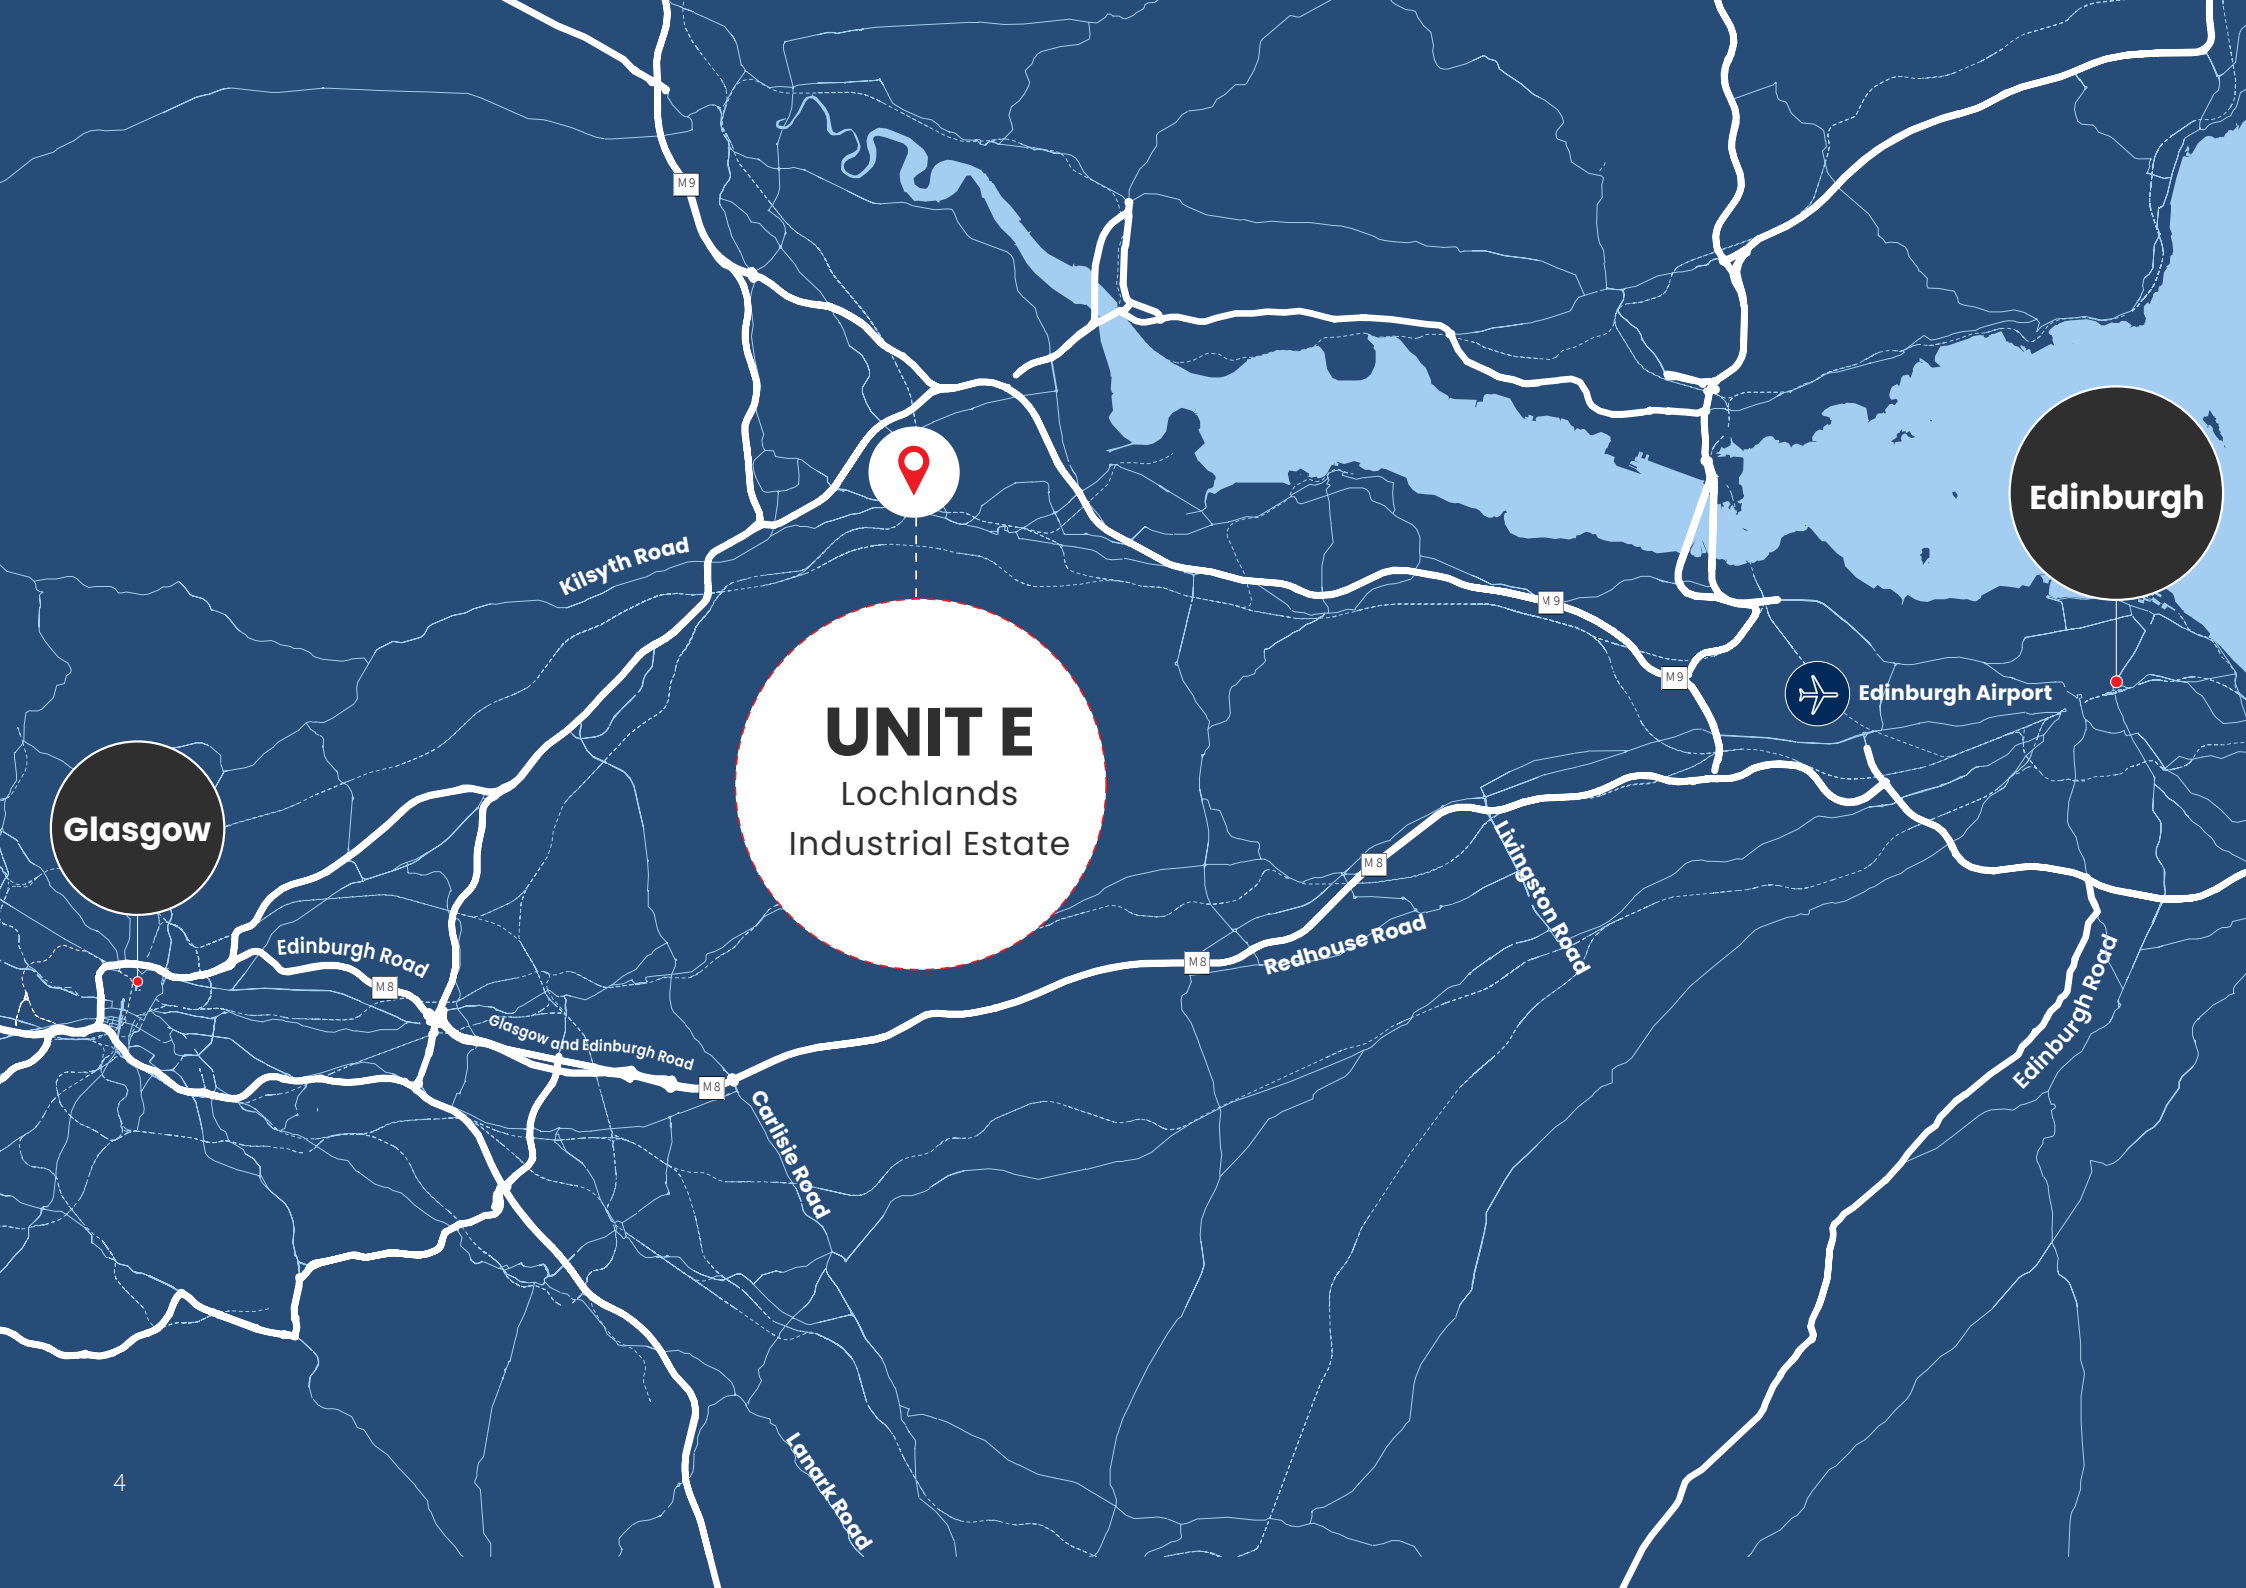 M9
Edinburgh
Kilsyth Road
M9
M9
Edinburgh Airport
UNIT E
Lochlands
Industrial Estate
Glasgow
M8
Livingston Road
Redhouse Road
M8
Edinburgh Road
M8
Edinburgh Road
Glasgow and Edinburgh Road
M8
Carlisie Road
Lanark Road
4